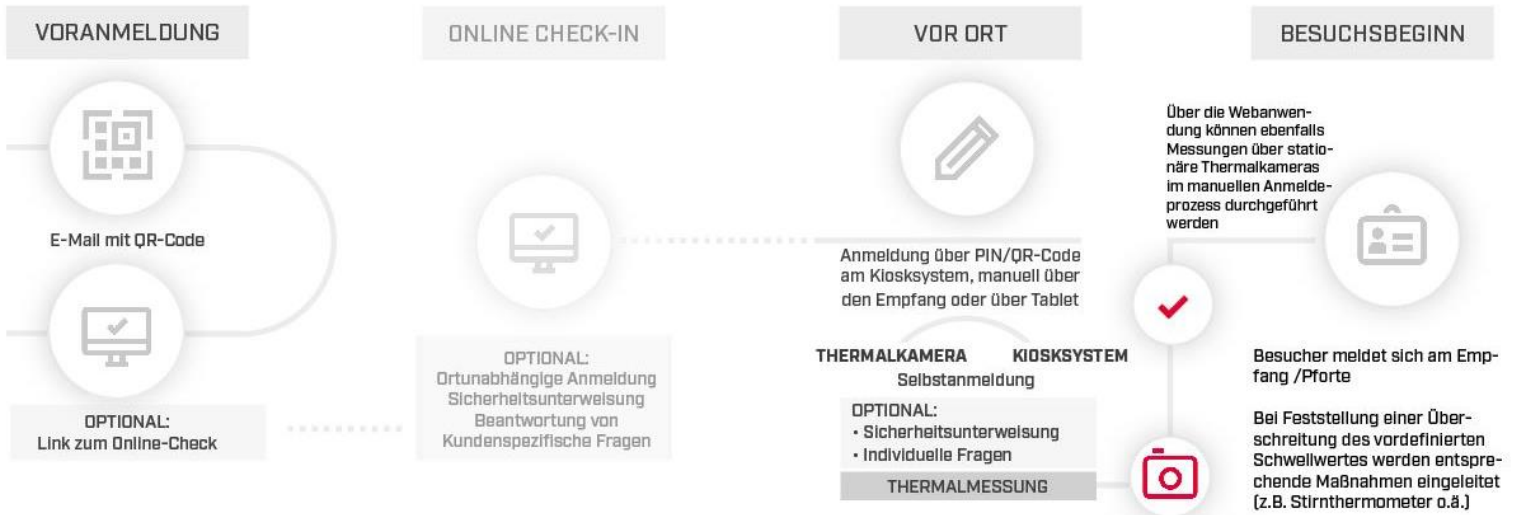 VORANMELDUNG
E-Mail mit QR-Code
OPTIONAL:
Link zum Online-Check
ONLINE CHECK-IN
OPTIONAL:
Ortunabhängige Anmeldung
Sicherheitsunterweisung
Beantwortung von
Kundenspezifische Fragen
VOR ORT
Anmeldung über PIN/QR-Code
am Kiosksystem, manuell über
den Empfang oder über Tablet
THERMALKAMERA KIOSKSYSTEM
Selbstanmeldung
OPTIONAL:
• Sicherheitsunterweisung
• Individuelle Fragen
THERMALMESSUNG
BESUCHSBEGINN
Über die Webanwen-
dung können ebenfalls
Messungen über statio-
näre Thermalkameras
im manuellen Anmelde-
prozess durchgeführt
werden
Besucher meldet sich am Emp-
fang /Pforte
Bei Feststellung einer Über-
schreitung des vordefinierten
Schwellwertes werden entspre-
chende Maßnahmen eingeleitet
(z.B. Stirnthermometer o.ä.)